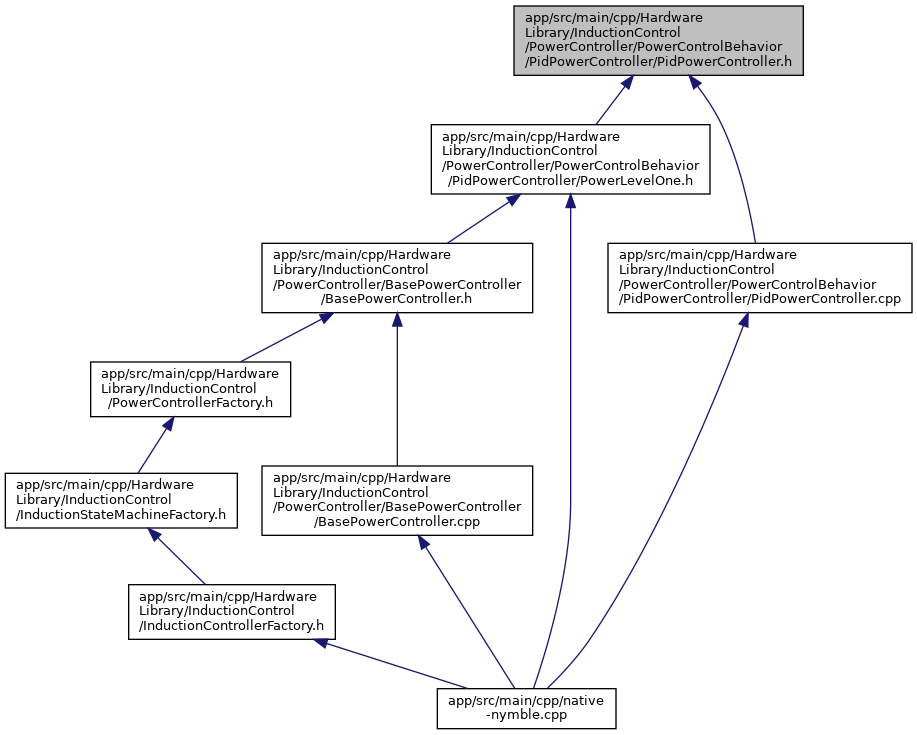 app/src/main/cpp/Hardware
Library/InductionControl
/PowerController/PowerControlBehavior
/PidPowerController/PidPowerController.h
app/src/main/cpp/Hardware
Library/InductionControl
/PowerController/PowerControlBehavior
/PidPowerController/PowerLevelOne.h
app/src/main/cpp/Hardware
Library/InductionControl
/PowerController/BasePowerController
/BasePowerController.h
app/src/main/cpp/Hardware
Library/InductionControl
/PowerController/PowerControlBehavior
/PidPowerController/PidPowerController.cpp
app/src/main/cpp/Hardware
Library/InductionControl
/PowerControllerFactory.h
app/src/main/cpp/Hardware
Library/InductionControl
/InductionStateMachineFactory.h
app/src/main/cpp/Hardware
Library/InductionControl
/PowerController/BasePowerController
/BasePowerController.cpp
app/src/main/cpp/Hardware
Library/InductionControl
/InductionControllerFactory.h
app/src/main/cpp/native
-nymble.cpp